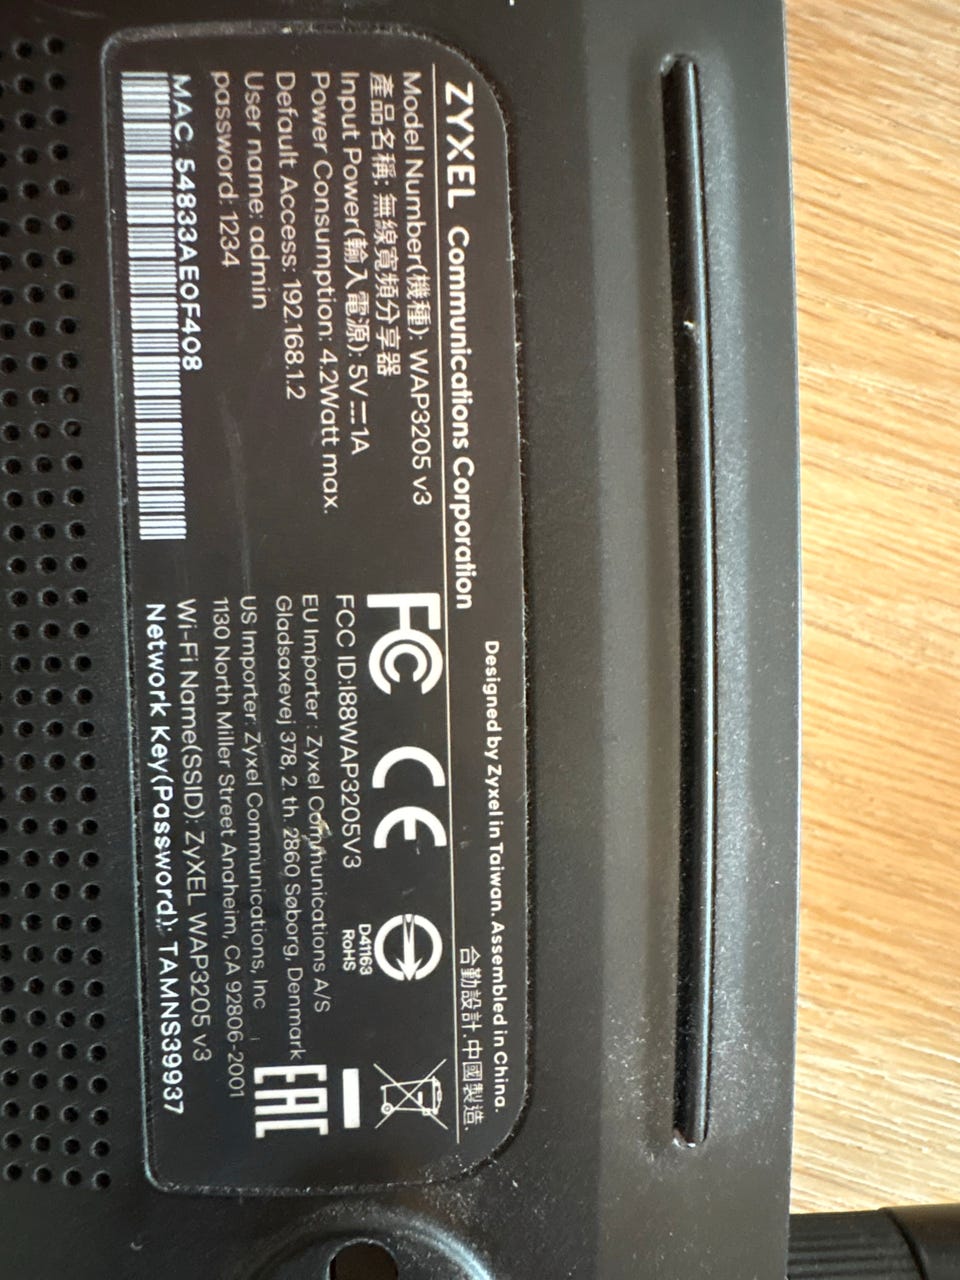 ZYXEL Communications Corporation
Designed by Zyxel in Taiwan. Assembled in China.
合勤設計.中國製造.
Model Number(機種): WAP3205 v3
產品名稱: 無線寬頻分享器
Input Power(輸入電源): 5V⎓1A
Power Consumption: 4.2Watt max.
Default Access: 192.168.1.2
User name: admin
password: 1234
MAC: 54833AE0F408
FC CE
D41163
RoHS
FCC ID:I88WAP3205V3
EU Importer : Zyxel Communications A/S
Gladsaxevej 378, 2. th. 2860 Søborg, Denmark
US Importer: Zyxel Communications, Inc
1130 North Miller Street Anaheim, CA 92806-2001
EAC
Wi-Fi Name(SSID): ZyXEL WAP3205 v3
Network Key(Password): TAMNS39937